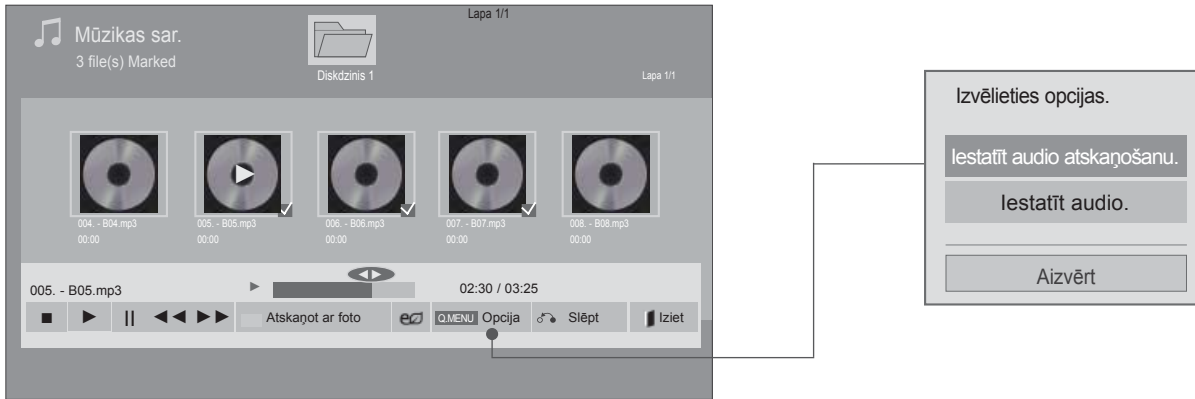 Lapa 1/1
Mūzikas sar.
3 file(s) Marked
Diskdzinis 1
Lapa 1/1
004. - B04.mp3
00:00
005. - B05.mp3
00:00
006. - B06.mp3
00:00
007. - B07.mp3
00:00
008. - B08.mp3
00:00
005. - B05.mp3
02:30 / 03:25
Atskaņot ar foto
Q.MENU Opcija
Slēpt
Iziet
Izvēlieties opcijas.
Iestatīt audio atskaņošanu.
Iestatīt audio.
Aizvērt